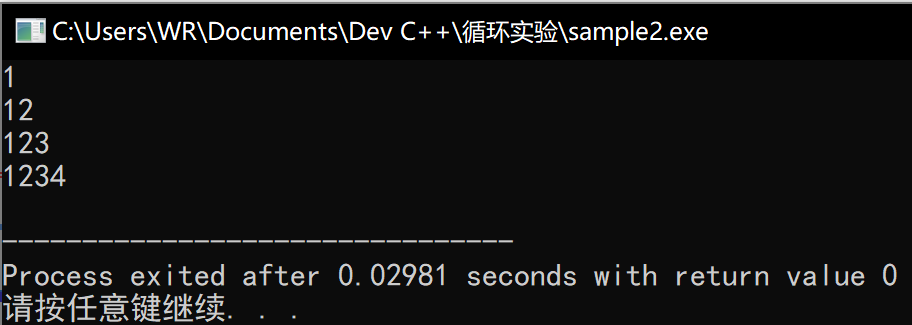 C:\Users\WR\Documents\Dev C++\循环实验\sample2.exe
1
12
123
1234
--------------------------------
Process exited after 0.02981 seconds with return value 0
请按任意键继续. . .